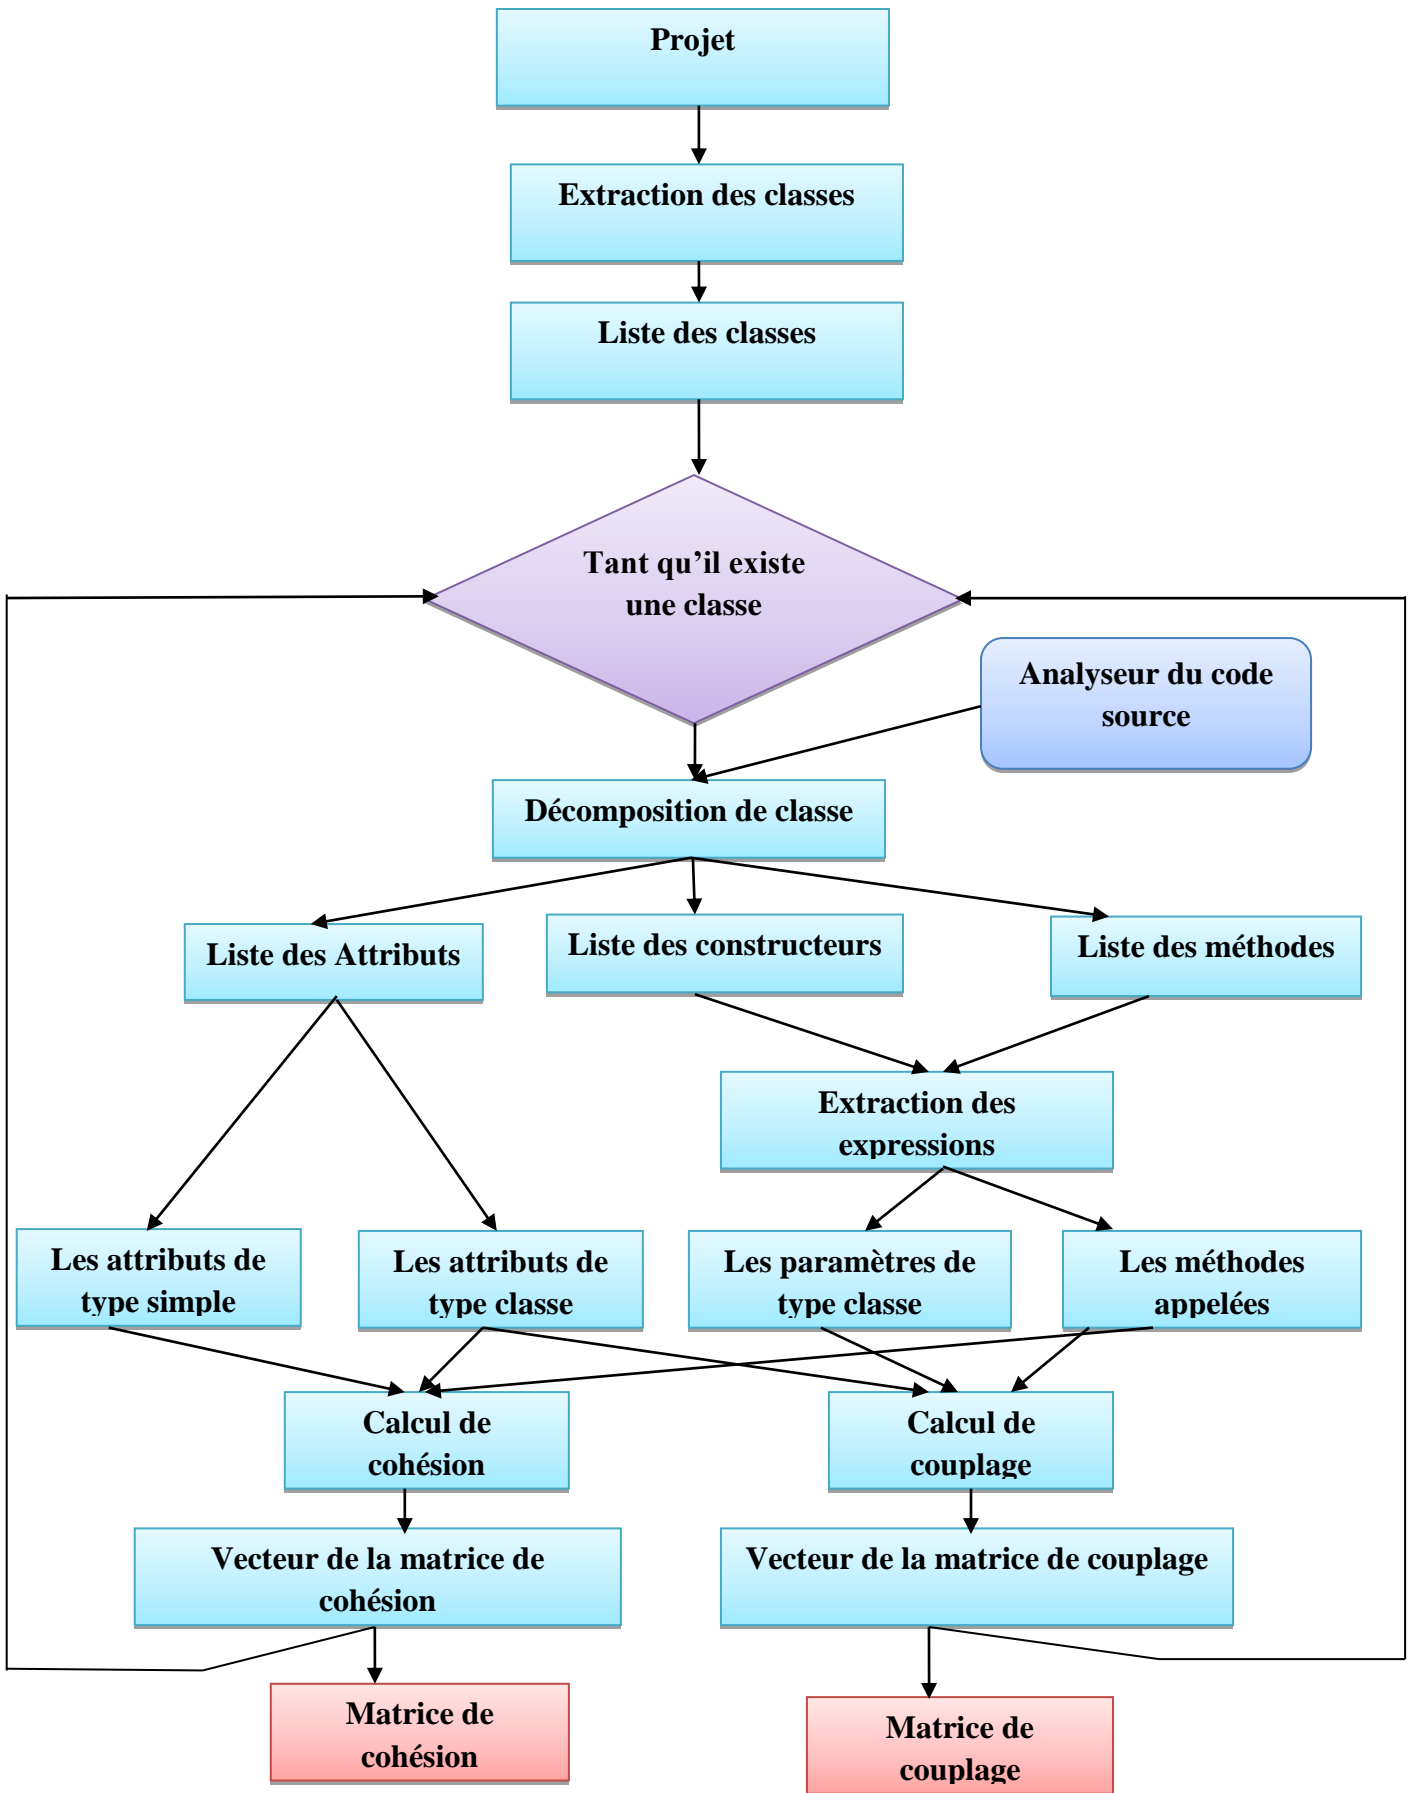 Projet
Extraction des classes
Liste des classes
Tant qu’il existe
une classe
Analyseur du code
source
Décomposition de classe
Liste des Attributs
Liste des constructeurs
Liste des méthodes
Extraction des
expressions
Les attributs de
type simple
Les attributs de
type classe
Les paramètres de
type classe
Les méthodes
appelées
Calcul de
cohésion
Calcul de
couplage
Vecteur de la matrice de
cohésion
Vecteur de la matrice de couplage
Matrice de
cohésion
Matrice de
couplage